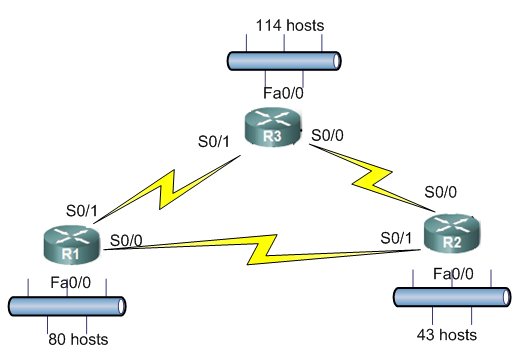 114 hosts
Fa0/0
R3
S0/1
S0/0
S0/1
S0/0
R1
S0/0
S0/1
R2
Fa0/0
80 hosts
Fa0/0
43 hosts